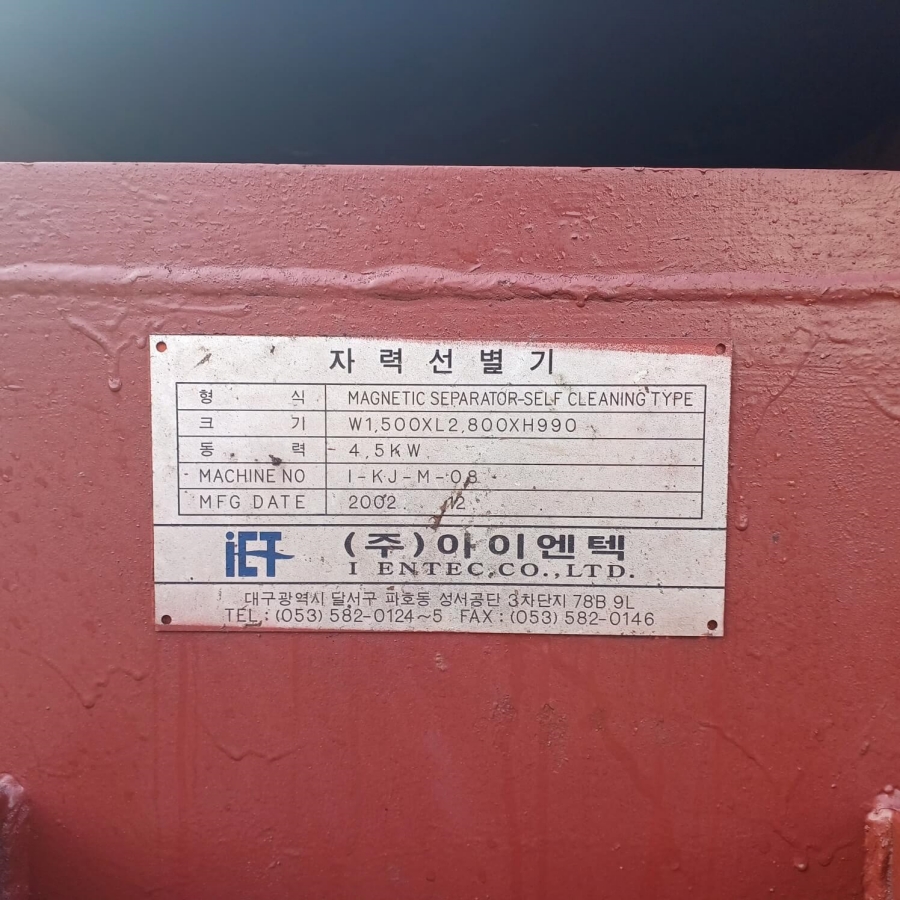 자력선별기
형 식 MAGNETIC SEPARATOR-SELF CLEANING TYPE
크 기 W1,500XL2,800XH990
동 력 4,5KW
MACHINE NO I-KJ-M-08
MFG DATE 2002. 12
iET (주)아이엔텍
I ENTEC,CO.,LTD.
대구광역시 달서구 파호동 성서공단 3차단지 78B 9L
TEL : (053) 582-0124~5 FAX : (053) 582-0146